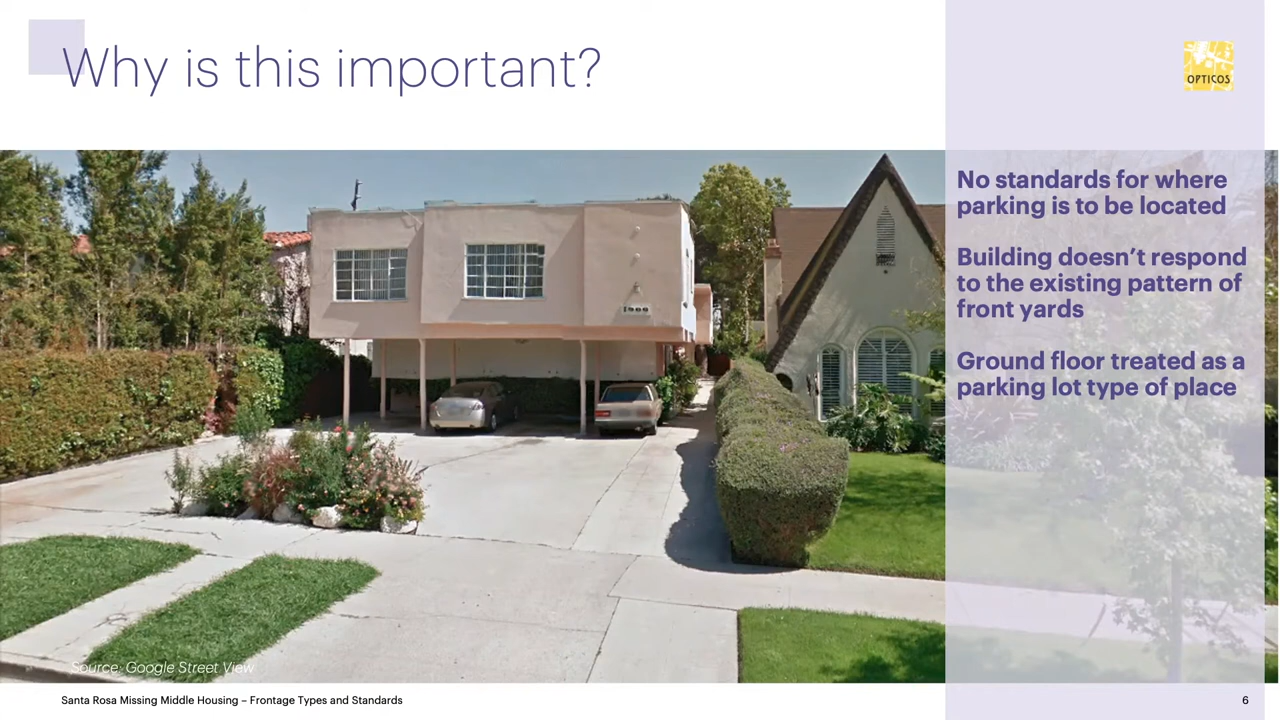 Why is this important?
OPTICOS
No standards for where
parking is to be located
Building doesn’t respond
to the existing pattern of
front yards
Ground floor treated as a
parking lot type of place
Source: Google Street View
Santa Rosa Missing Middle Housing – Frontage Types and Standards
6